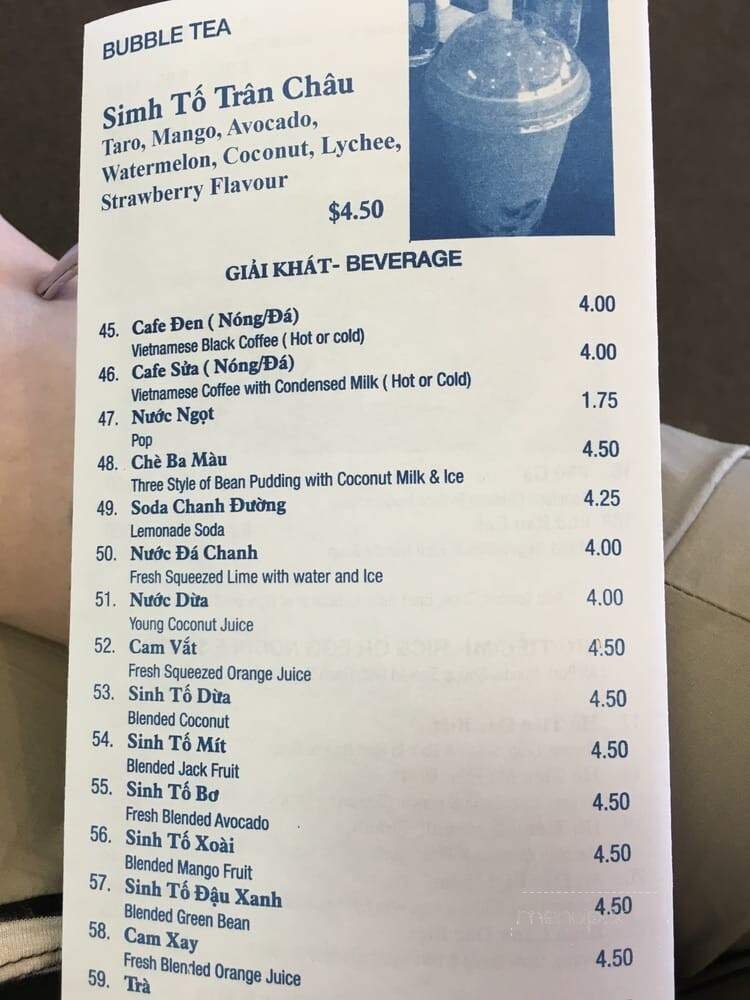 BUBBLE TEA
Simh Tố Trân Châu
Taro, Mango, Avocado,
Watermelon, Coconut, Lychee,
Strawberry Flavour
$4.50
GIẢI KHÁT- BEVERAGE
45. Cafe Đen ( Nóng/Đá) 4.00
Vietnamese Black Coffee ( Hot or cold)
46. Cafe Sửa ( Nóng/Đá) 4.00
Vietnamese Coffee with Condensed Milk ( Hot or Cold)
47. Nước Ngọt 1.75
Pop
48. Chè Ba Màu 4.50
Three Style of Bean Pudding with Coconut Milk & Ice
49. Soda Chanh Đường 4.25
Lemonade Soda
50. Nước Đá Chanh 4.00
Fresh Squeezed Lime with water and Ice
51. Nước Dừa 4.00
Young Coconut Juice
52. Cam Vắt 4.50
Fresh Squeezed Orange Juice
53. Sinh Tố Dừa 4.50
Blended Coconut
54. Sinh Tố Mít 4.50
Blended Jack Fruit
55. Sinh Tố Bơ 4.50
Fresh Blended Avocado
56. Sinh Tố Xoài 4.50
Blended Mango Fruit
57. Sinh Tố Đậu Xanh 4.50
Blended Green Bean
58. Cam Xay 4.50
Fresh Blended Orange Juice
59. Trà